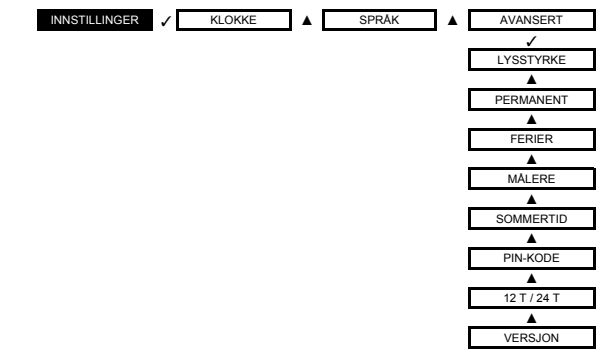 INNSTILLINGER ✓ KLOKKE ▲ SPRÅK ▲ AVANSERT
✓
LYSSTYRKE
▲
PERMANENT
▲
FERIER
▲
MÅLERE
▲
SOMMERTID
▲
PIN-KODE
▲
12 T / 24 T
▲
VERSJON